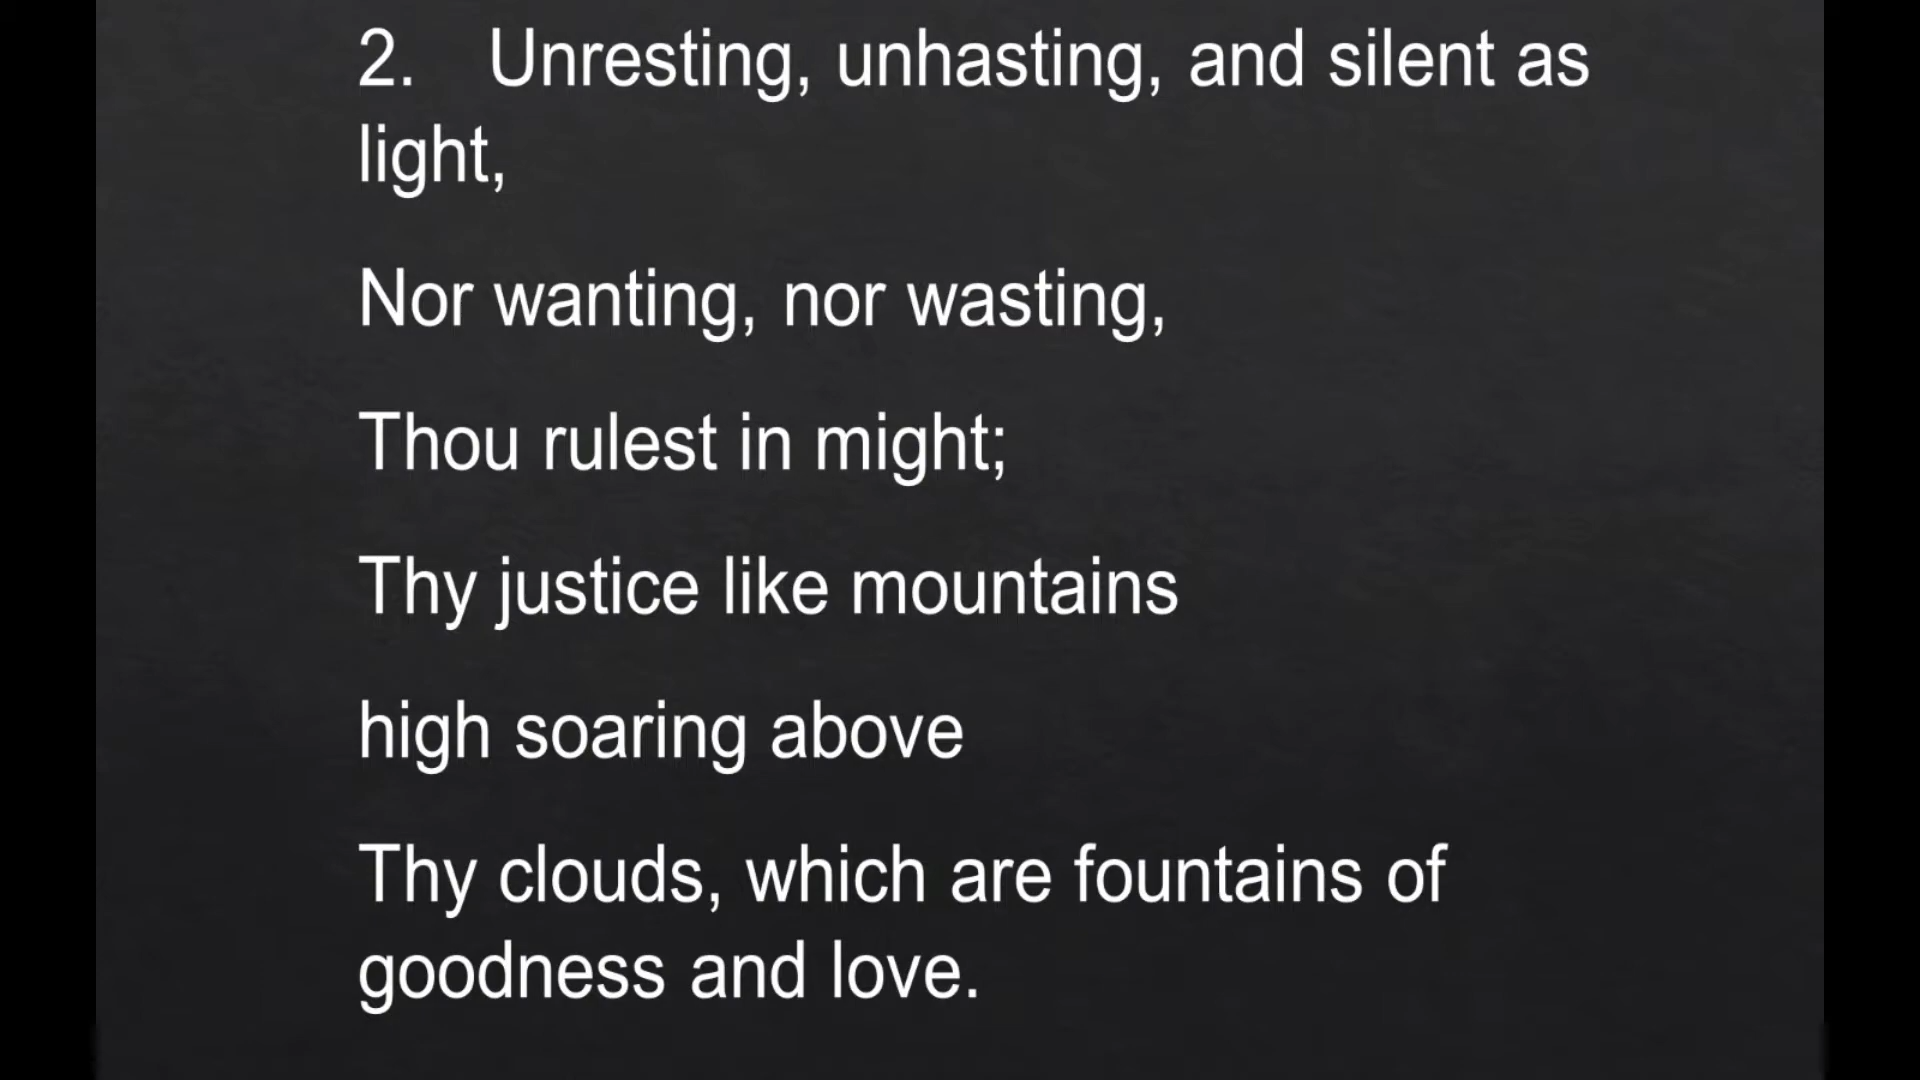 2. Unresting, unhasting, and silent as
light,
Nor wanting, nor wasting,
Thou rulest in might;
Thy justice like mountains
high soaring above
Thy clouds, which are fountains of
goodness and love.